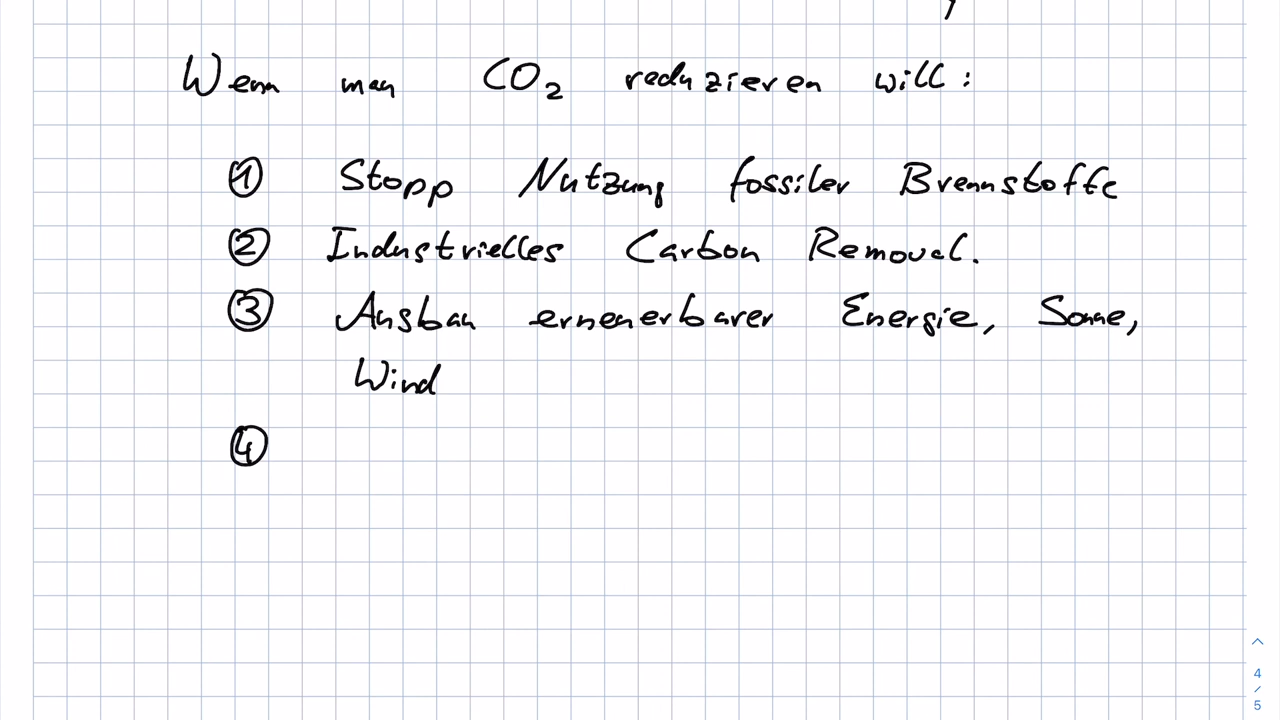 Wenn man CO₂ reduzieren will:
① Stopp Nutzung fossiler Brennstoffe
② Industrielles Carbon Removal.
③ Ausbau erneuerbarer Energie, Sonne,
Wind
④
4
/
5